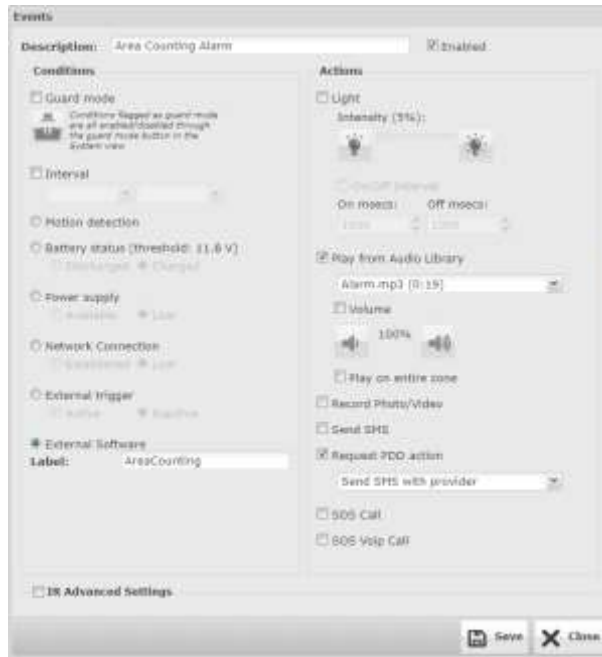 Events
Description: Area Counting Alarm
Enabled
Conditions
Guard mode
Conditions flagged as guard mode
are all enabled/disabled through
the guard mode button in the
System view
Interval
Motion detection
Battery status (threshold: 11.6 V)
Discharged Charged
Power supply
Available Lost
Network Connection
Established Lost
External trigger
Active Inactive
External Software
Label: AreaCounting
Actions
Light
Intensity (5%):
On/Off Interval
On msecs: Off msecs:
1000 1000
Play from Audio Library
Alarm.mp3 (0:19)
Volume
100%
Play on entire zone
Record Photo/Video
Send SMS
Request PDD action
Send SMS with provider
SOS Call
SOS Voip Call
IR Advanced Settings
Save Close